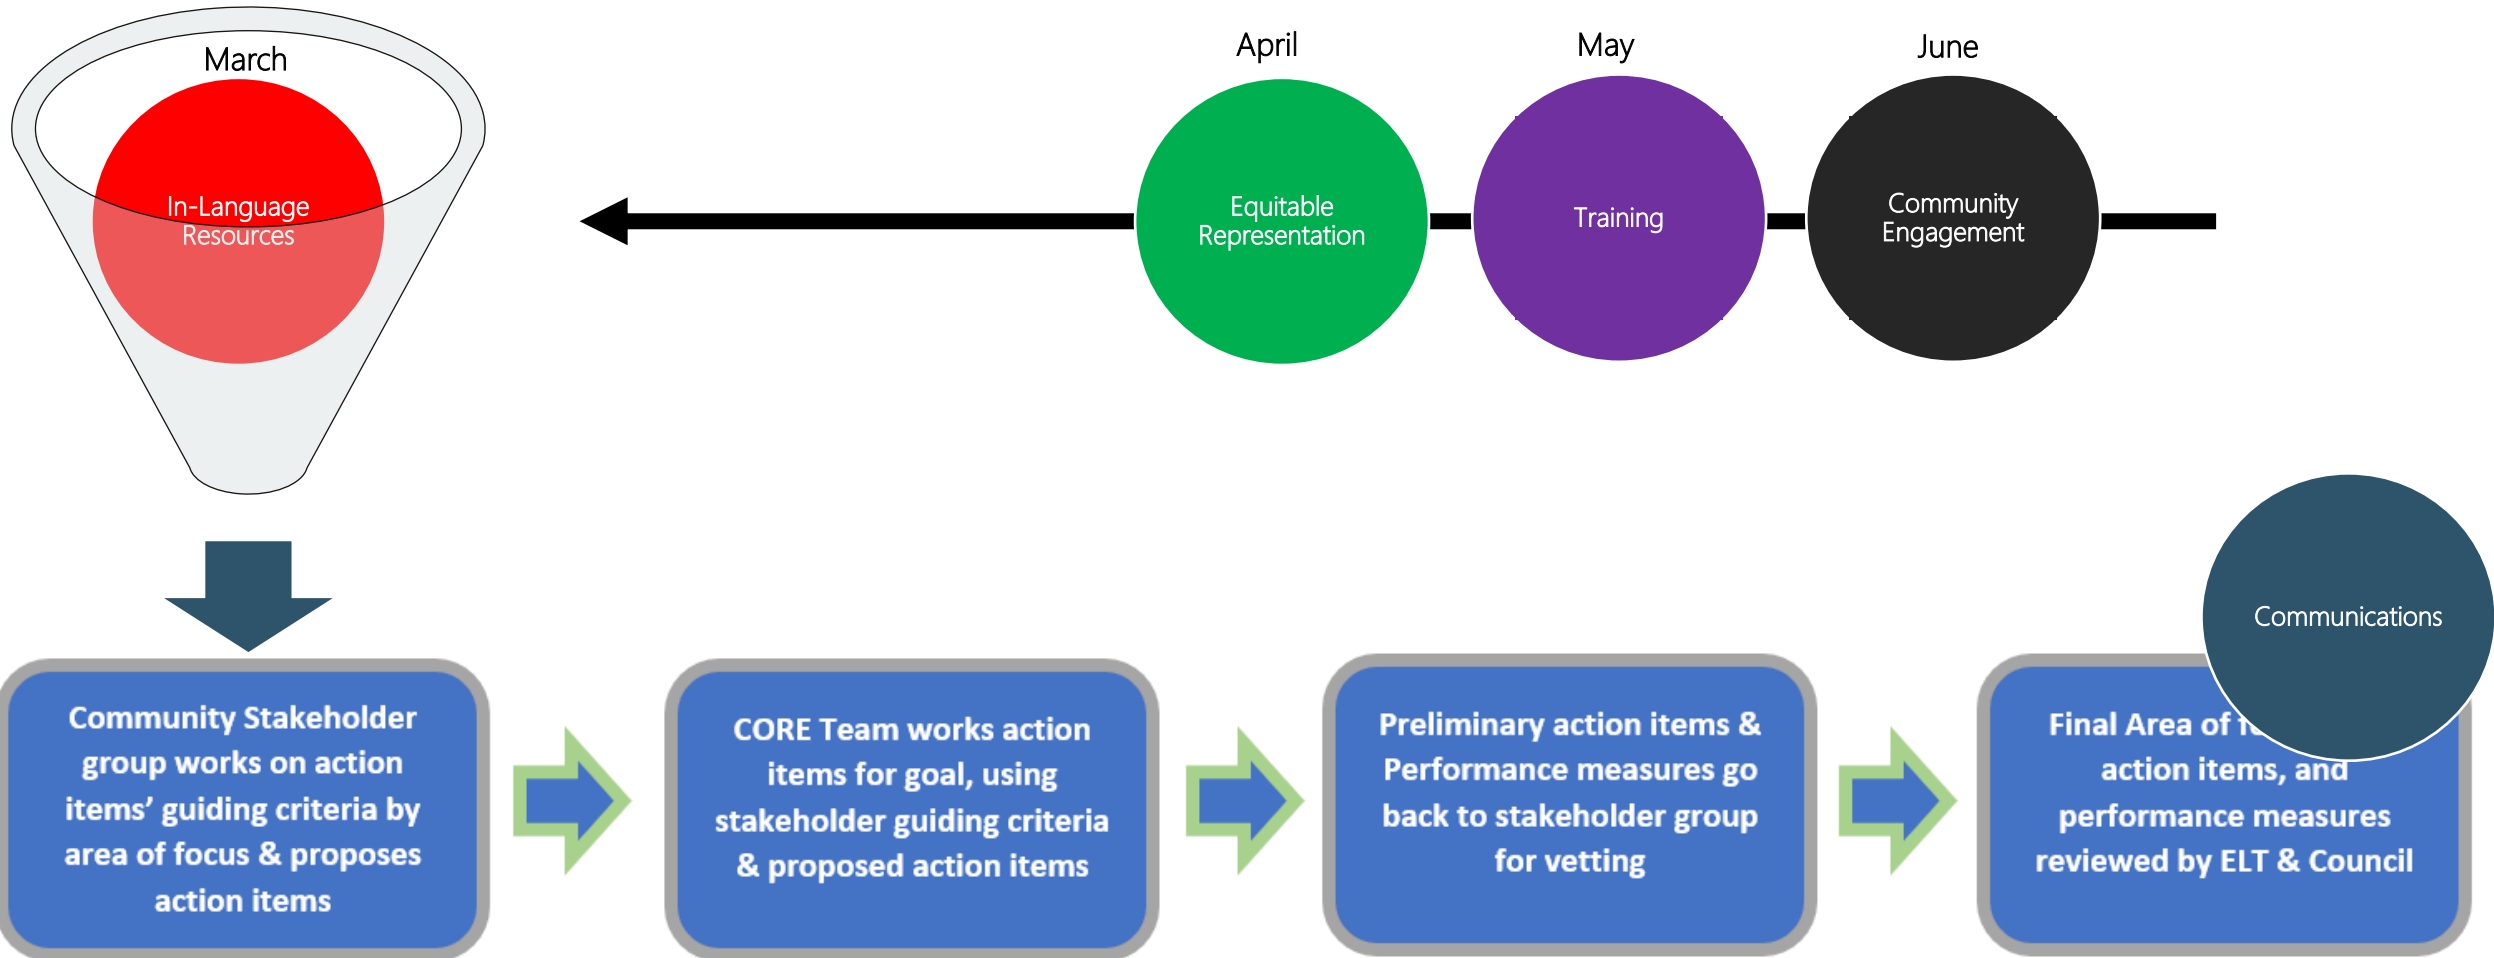 March
In-Language
Resources
April
Equitable
Representation
May
Training
June
Community
Engagement
Communications
Community Stakeholder
group works on action
items’ guiding criteria by
area of focus & proposes
action items
CORE Team works action
items for goal, using
stakeholder guiding criteria
& proposed action items
Preliminary action items &
Performance measures go
back to stakeholder group
for vetting
Final Area of
action items, and
performance measures
reviewed by ELT & Council